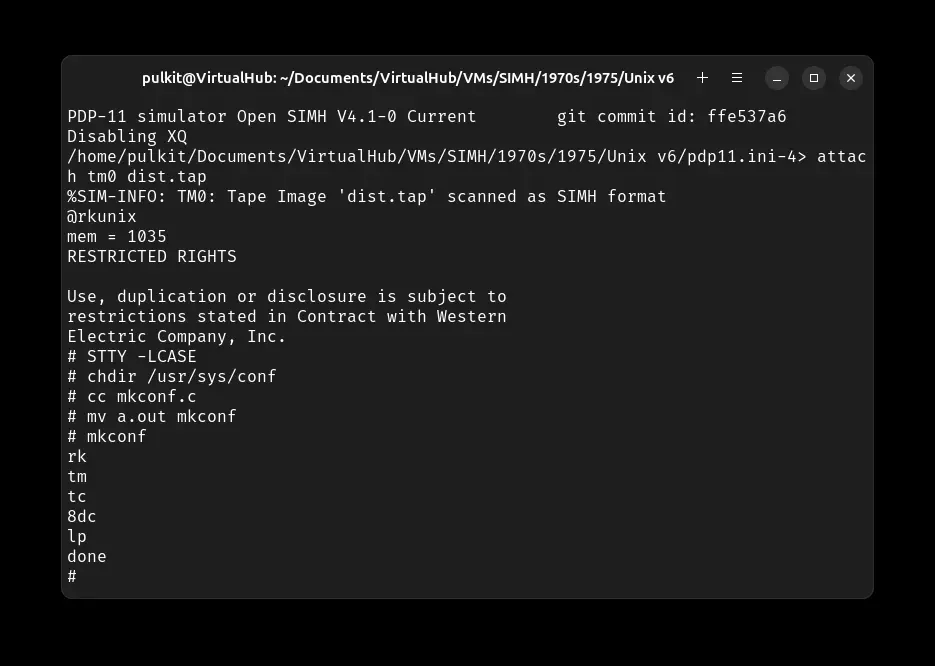 pulkit@VirtualHub: ~/Documents/VirtualHub/VMs/SIMH/1970s/1975/Unix v6
PDP-11 simulator Open SIMH V4.1-0 Current        git commit id: ffe537a6
Disabling XQ
/home/pulkit/Documents/VirtualHub/VMs/SIMH/1970s/1975/Unix v6/pdp11.ini-4> attac
h tm0 dist.tap
%SIM-INFO: TM0: Tape Image 'dist.tap' scanned as SIMH format
@rkunix
mem = 1035
RESTRICTED RIGHTS

Use, duplication or disclosure is subject to
restrictions stated in Contract with Western
Electric Company, Inc.
# STTY -LCASE
# chdir /usr/sys/conf
# cc mkconf.c
# mv a.out mkconf
# mkconf
rk
tm
tc
8dc
lp
done
#